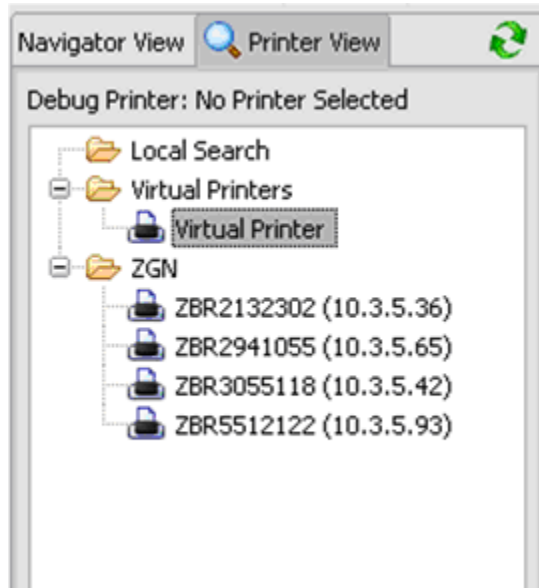 Navigator View Printer View
Debug Printer: No Printer Selected
Local Search
Virtual Printers
Virtual Printer
ZGN
ZBR2132302 (10.3.5.36)
ZBR2941055 (10.3.5.65)
ZBR3055118 (10.3.5.42)
ZBR5512122 (10.3.5.93)